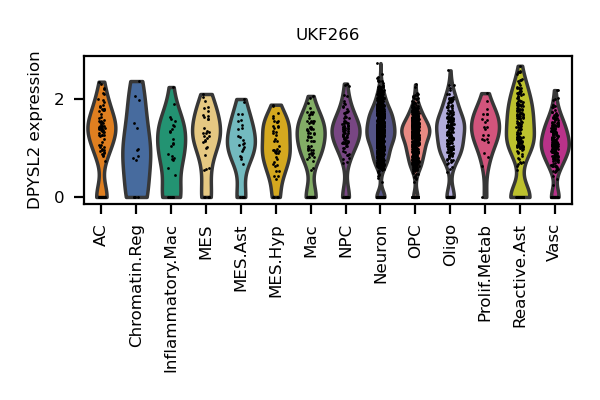 UKF266
DPYSL2 expression
2
0
AC
Chromatin.Reg
Inflammatory.Mac
MES
MES.Ast
MES.Hyp
Mac
NPC
Neuron
OPC
Oligo
Prolif.Metab
Reactive.Ast
Vasc